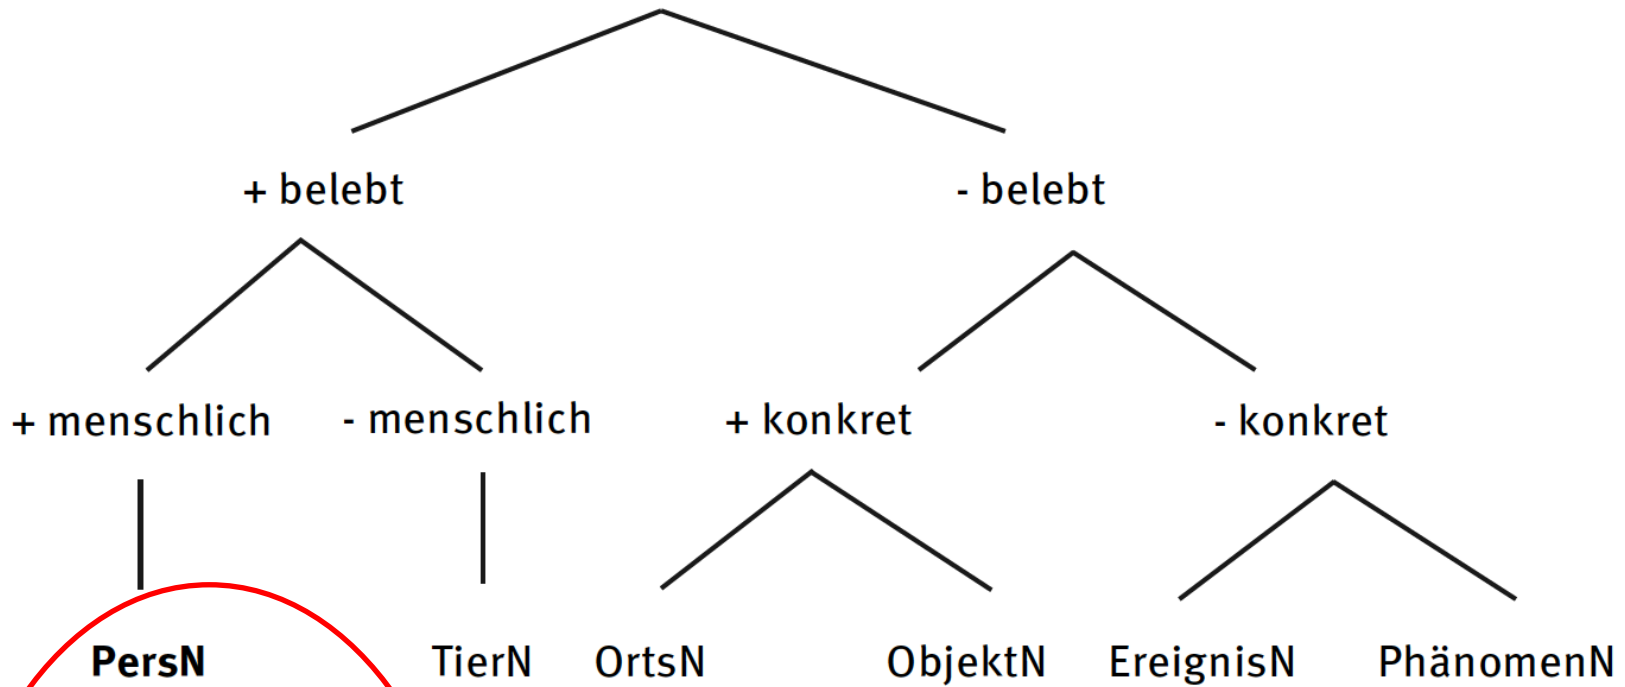 + belebt - belebt
+ menschlich - menschlich + konkret - konkret
PersN TierN OrtsN ObjektN EreignisN PhänomenN